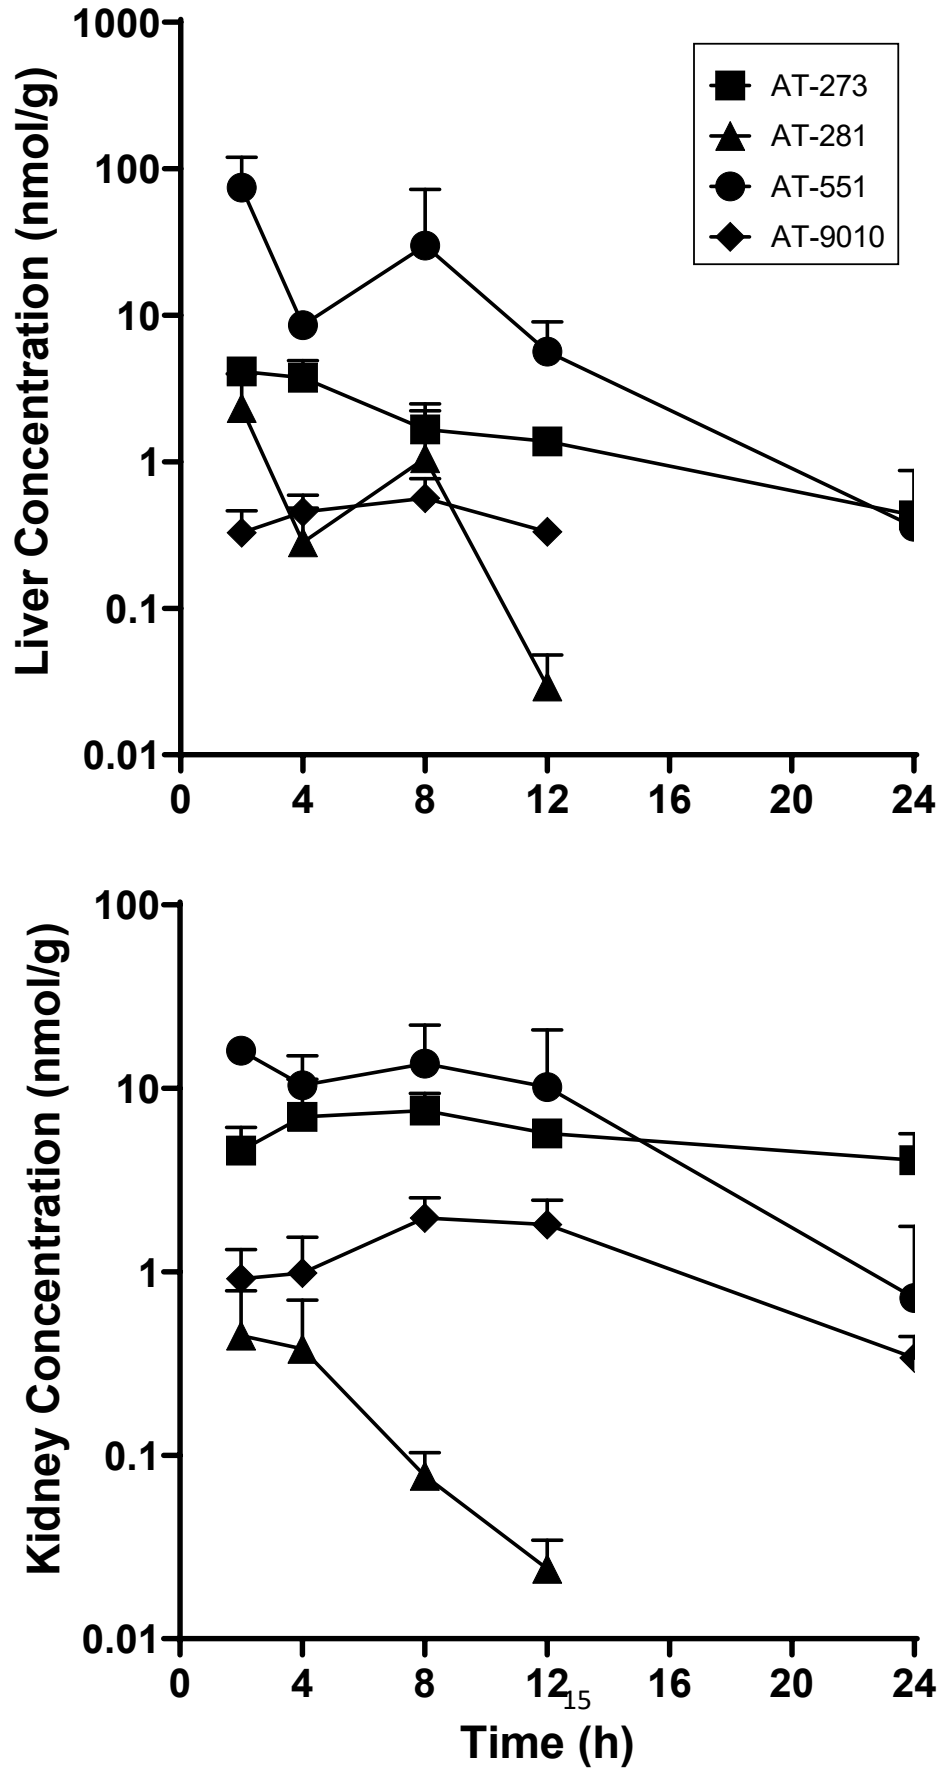 Liver Concentration (nmol/g)
1000
100
10
1
0.1
0.01
0 4 8 12 16 20 24
AT-273
AT-281
AT-551
AT-9010
Kidney Concentration (nmol/g)
100
10
1
0.1
0.01
0 4 8 12 16 20 24
15
Time (h)